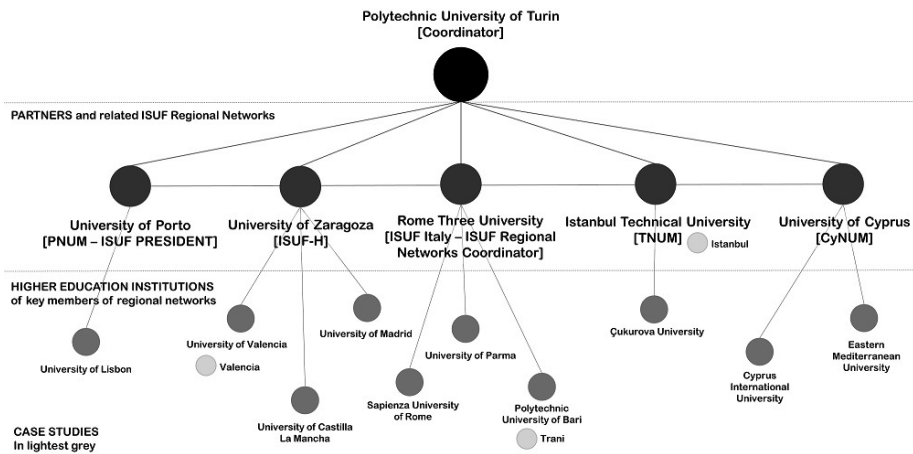 Polytechnic University of Turin
[Coordinator]
PARTNERS and related ISUF Regional Networks
University of Porto
[PNUM – ISUF PRESIDENT]
University of Zaragoza
[ISUF-H]
Rome Three University
[ISUF Italy – ISUF Regional
Networks Coordinator]
Istanbul Technical University
[TNUM]
Istanbul
University of Cyprus
[CyNUM]
HIGHER EDUCATION INSTITUTIONS
of key members of regional networks
University of Lisbon
University of Valencia
Valencia
University of Madrid
University of Castilla
La Mancha
University of Parma
Sapienza University
of Rome
Polytechnic
University of Bari
Trani
Çukurova University
Cyprus
International
University
Eastern
Mediterranean
University
CASE STUDIES
In lightest grey